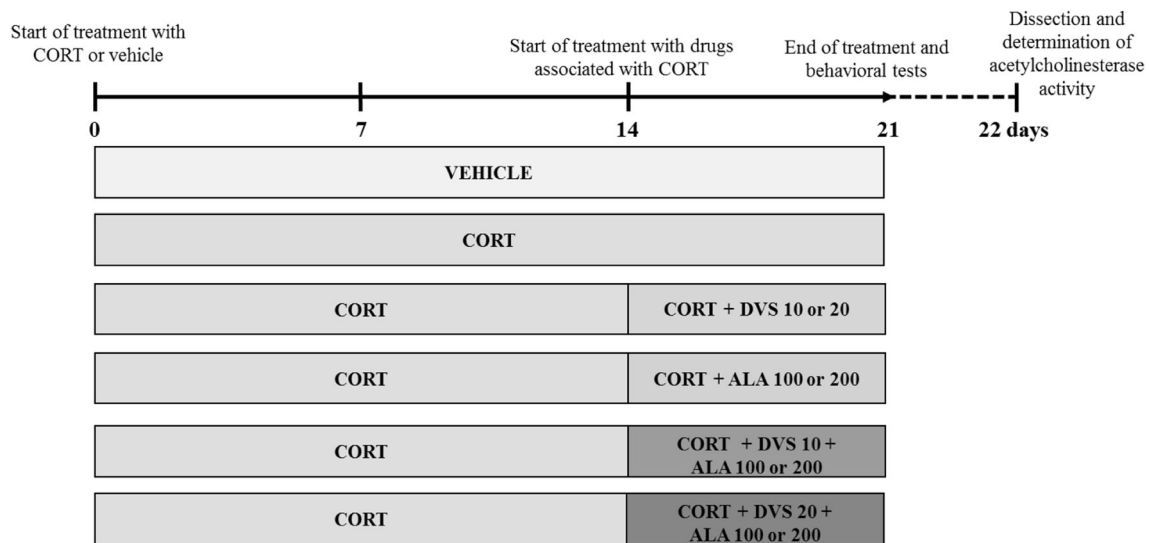 Start of treatment with
CORT or vehicle
Start of treatment with drugs
associated with CORT
End of treatment and
behavioral tests
Dissection and
determination of
acetylcholinesterase
activity
0
7
14
21
22 days
VEHICLE
CORT
CORT
CORT + DVS 10 or 20
CORT
CORT + ALA 100 or 200
CORT
CORT + DVS 10 +
ALA 100 or 200
CORT
CORT + DVS 20 +
ALA 100 or 200